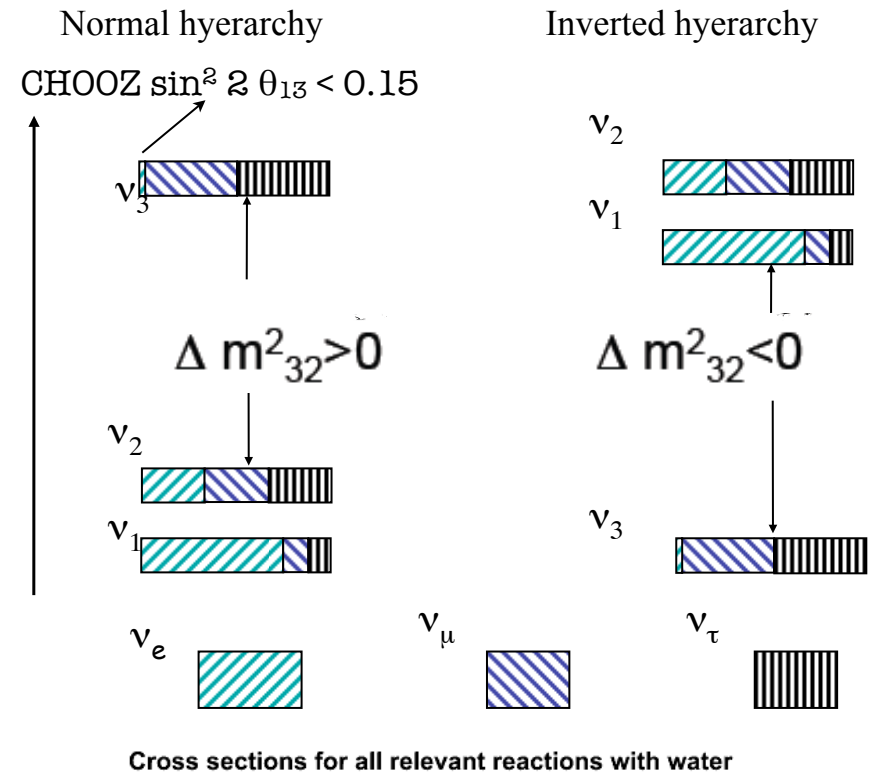 Normal hyerarchy
Inverted hyerarchy
CHOOZ sin² 2 θ₁₃ < 0.15
ν₃
ν₂
ν₁
Δ m²₃₂>0
Δ m²₃₂<0
ν₂
ν₁
ν₃
νₑ
ν_μ
ν_τ
Cross sections for all relevant reactions with water